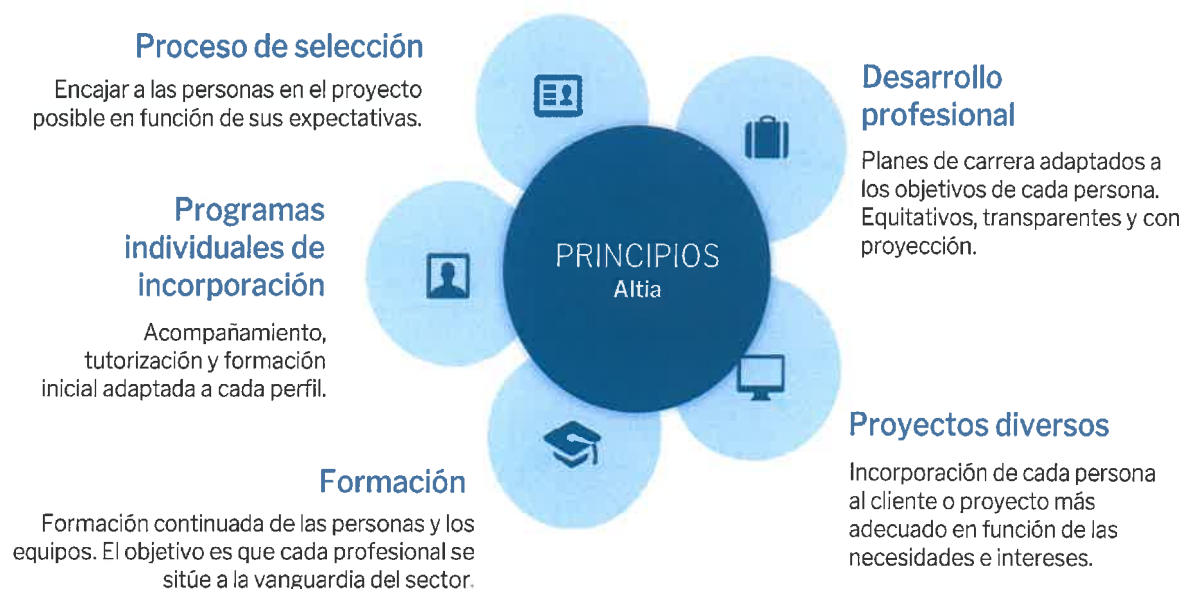 Proceso de selección
Encajar a las personas en el proyecto
posible en función de sus expectativas.
Programas
individuales de
incorporación
Acompañamiento,
tutorización y formación
inicial adaptada a cada perfil.
Formación
Formación continuada de las personas y los
equipos. El objetivo es que cada profesional se
sitúe a la vanguardia del sector.
PRINCIPIOS
Altia
Desarrollo
profesional
Planes de carrera adaptados a
los objetivos de cada persona.
Equitativos, transparentes y con
proyección.
Proyectos diversos
Incorporación de cada persona
al cliente o proyecto más
adecuado en función de las
necesidades e intereses.